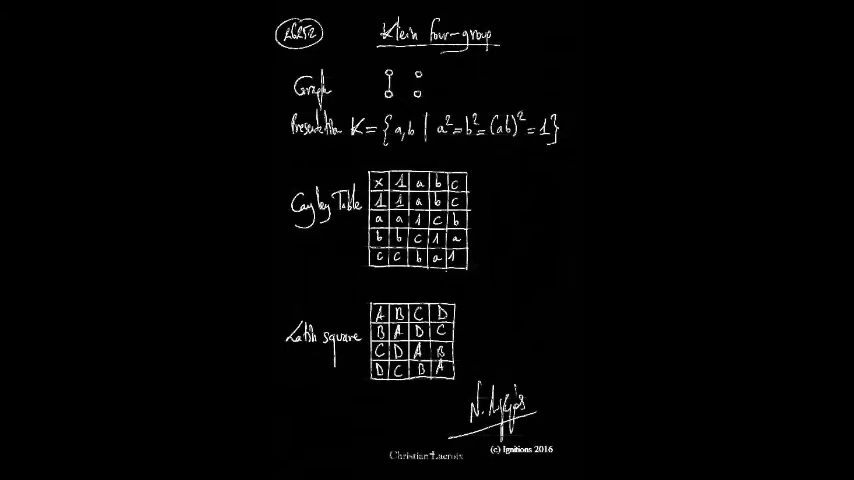 26252
Klein four-group
Graph
Presentation K = { a, b | a² = b² = (ab)² = 1 }
Cayley Table
x 1 a b c
1 1 a b c
a a 1 c b
b b c 1 a
c c b a 1
Latin square
A B C D
B A D C
C D A B
D C B A
Christian Lacroix
(c) Ignitions 2016